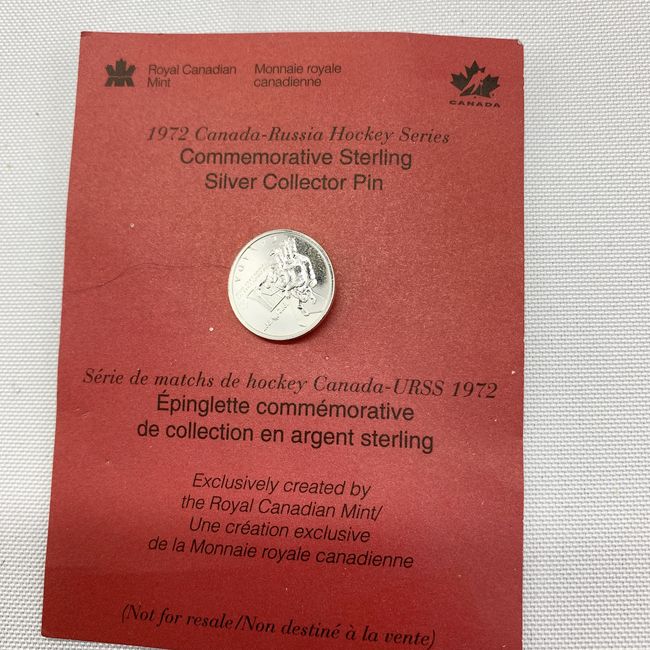 Royal Canadian Mint
Monnaie royale canadienne
CANADA
1972 Canada-Russia Hockey Series
Commemorative Sterling
Silver Collector Pin
Série de matchs de hockey Canada-URSS 1972
Épinglette commémorative
de collection en argent sterling
Exclusively created by
the Royal Canadian Mint/
Une création exclusive
de la Monnaie royale canadienne
(Not for resale/Non destiné à la vente)